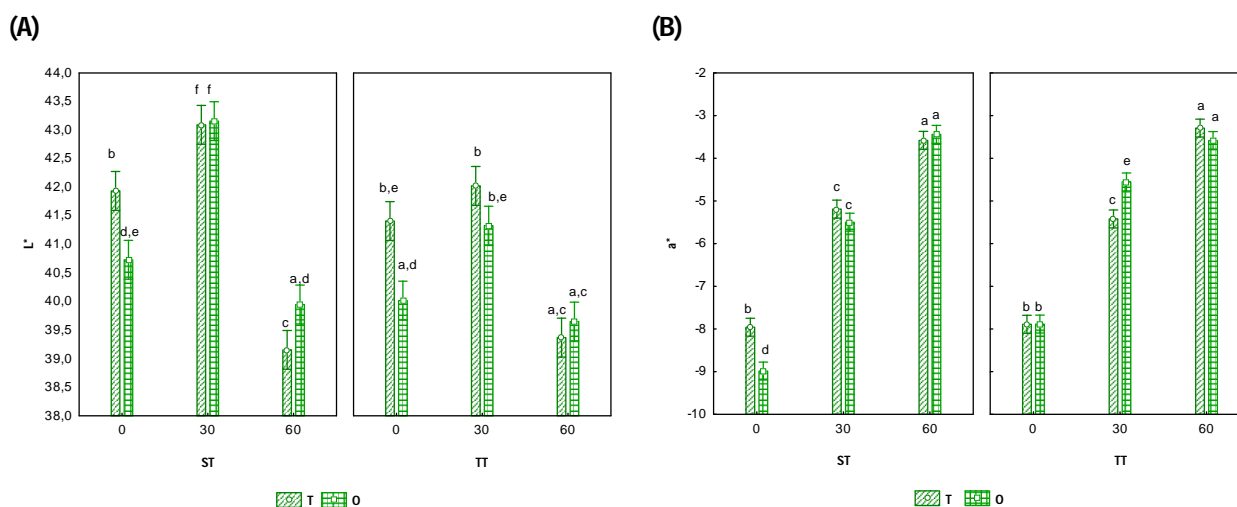 (A)
(B)
L*
44,0
43,5
43,0
42,5
42,0
41,5
41,0
40,5
40,0
39,5
39,0
38,5
38,0
b
d,e
f f
c
a,d
b,e
a,d
b
b,e
a,c
a,c
0 30 60
ST
0 30 60
TT
T O
a*
-2
-3
-4
-5
-6
-7
-8
-9
-10
b
d
c
c
a
a
b b
c
e
a
a
0 30 60
ST
0 30 60
TT
T O